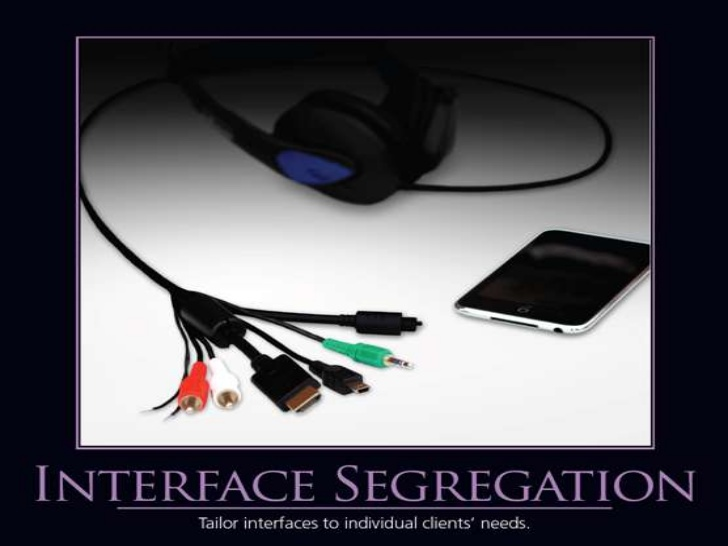 INTERFACE SEGREGATION
Tailor interfaces to individual clients' needs.